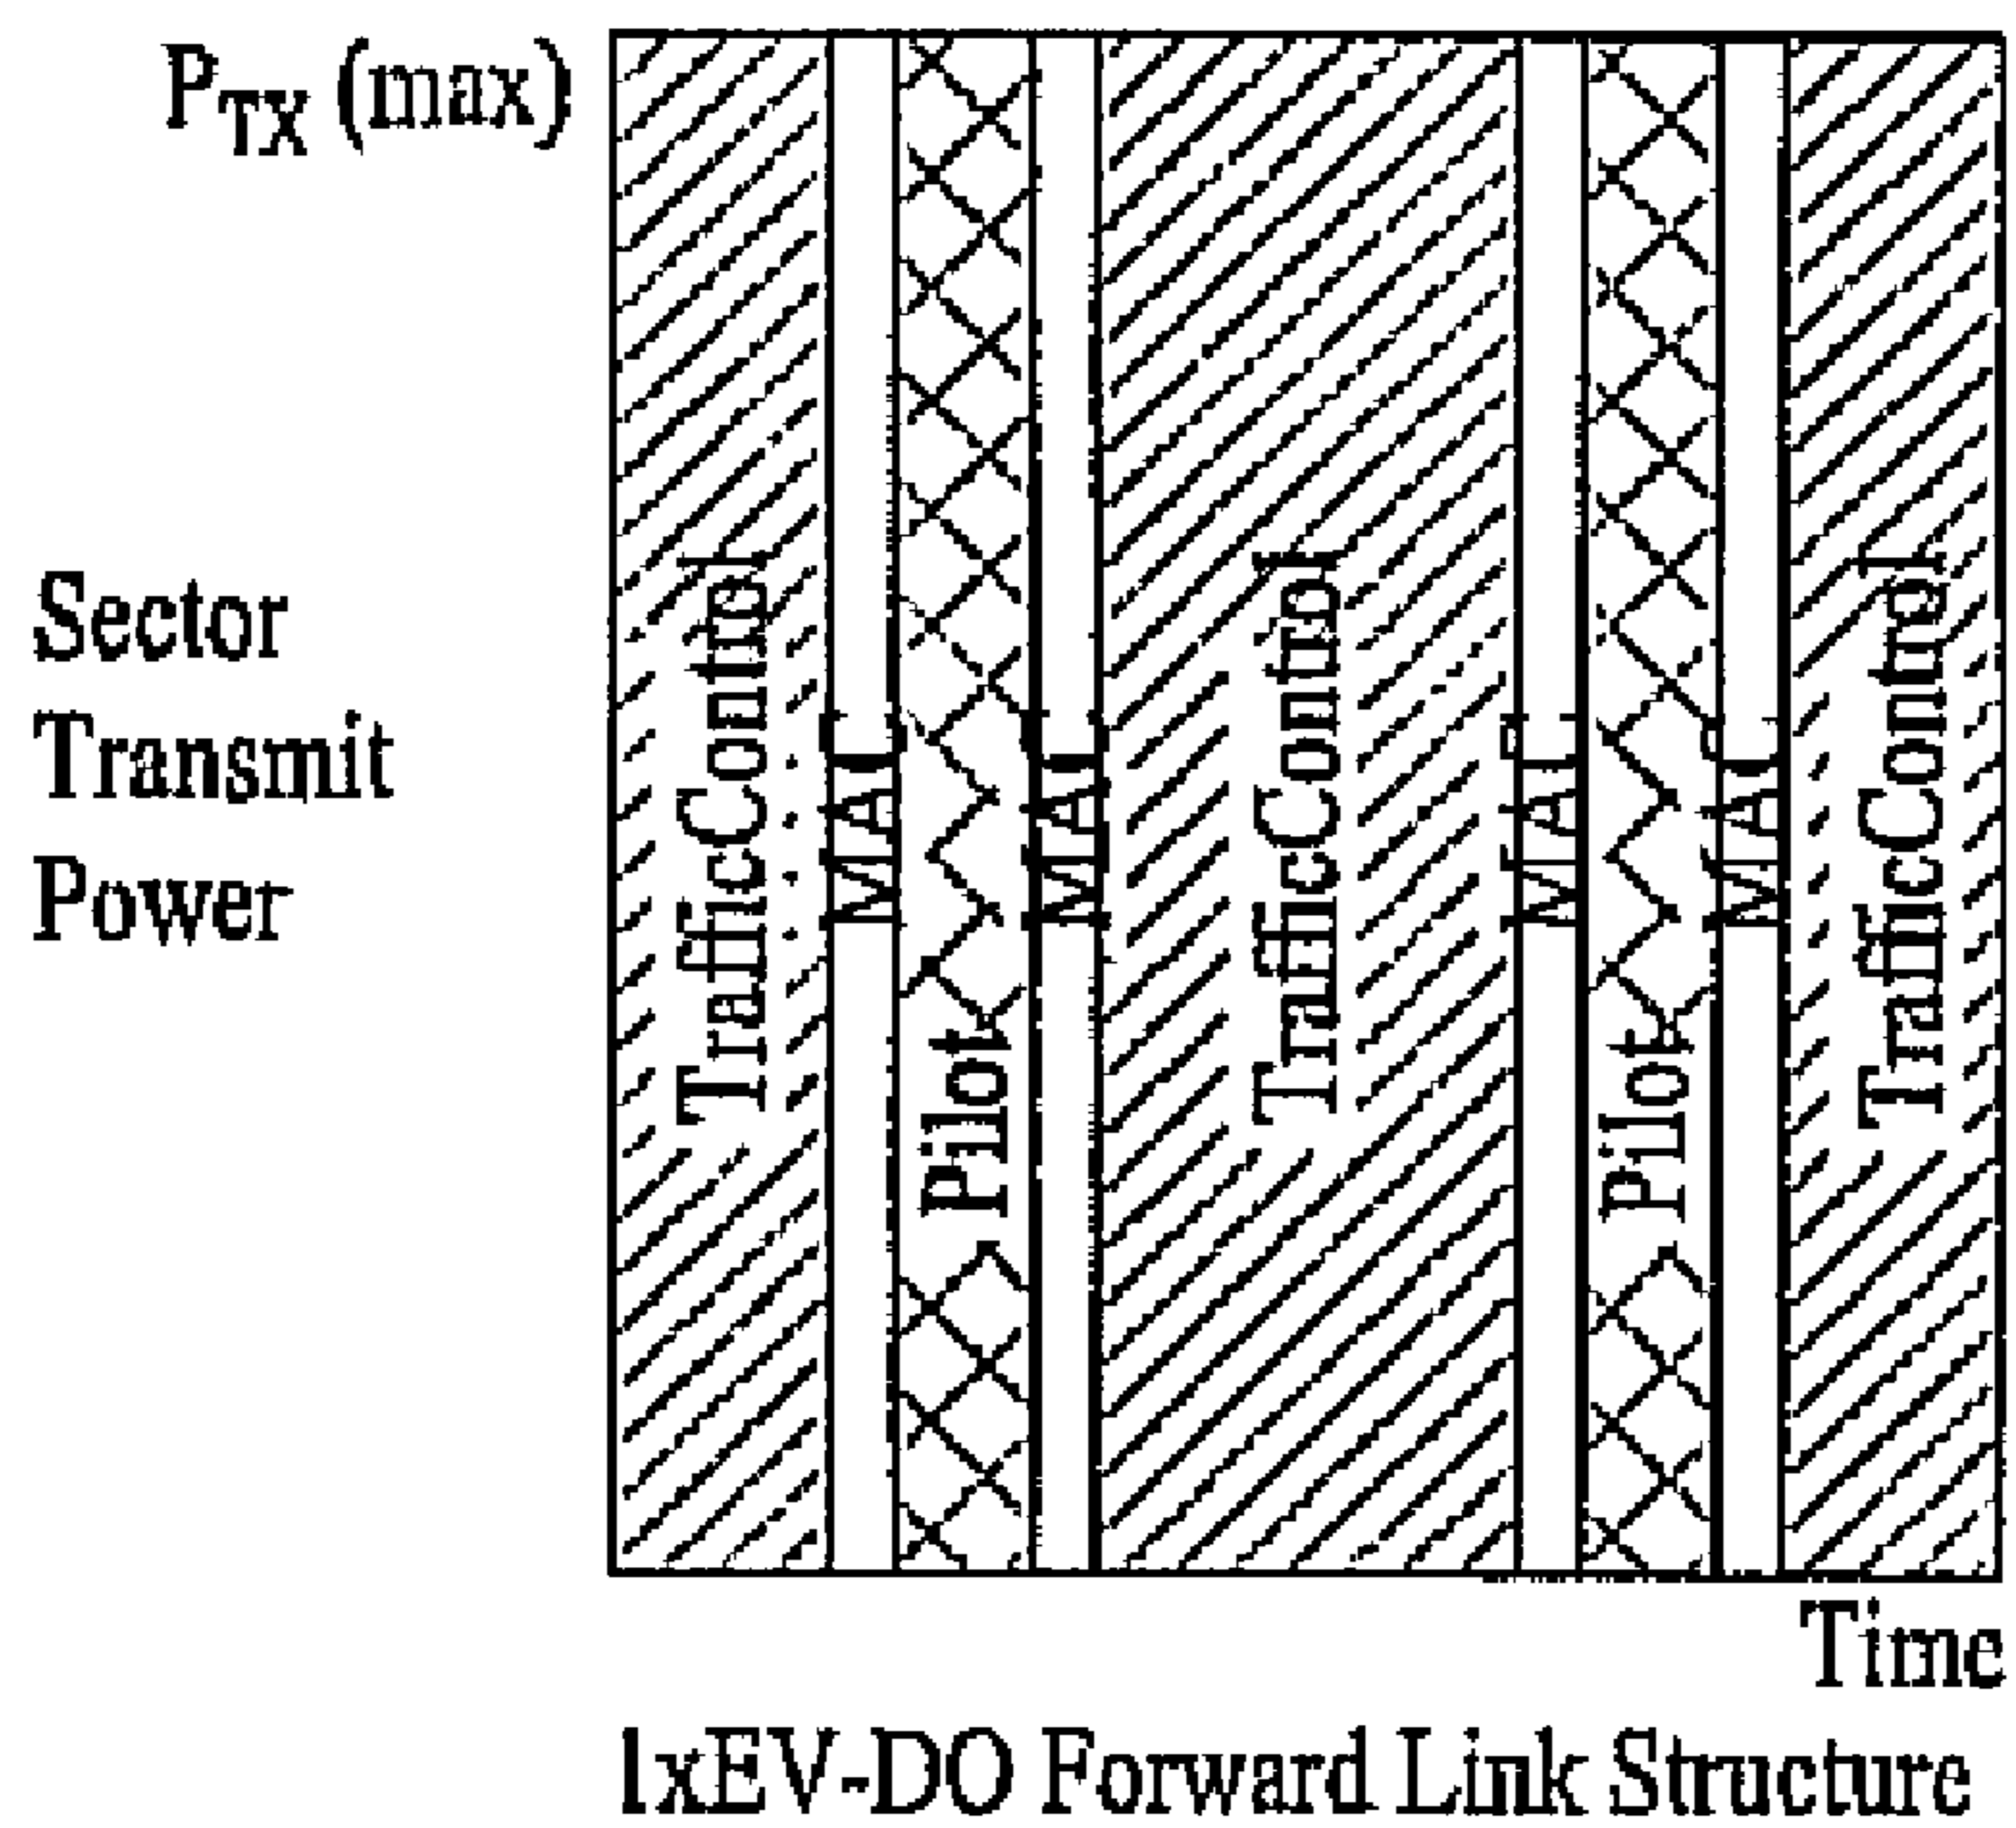 P_TX (max)
Sector
Transmit
Power
TrafficControl
MAC
Pilot
MAC
TrafficControl
MAC
Pilot
MAC
TrafficControl
Time
1xEV-DO Forward Link Structure